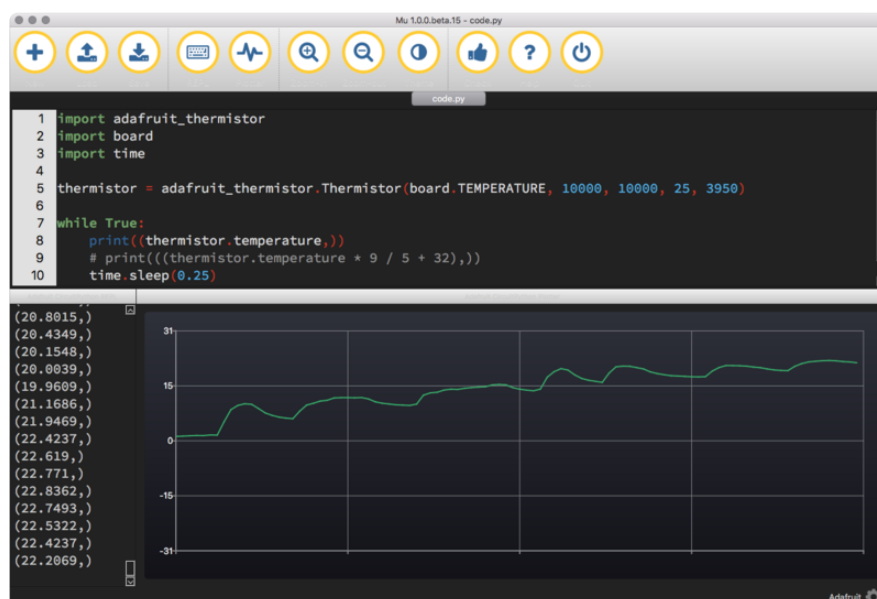 Mu 1.0.0.beta.15 - code.py
code.py
1 import adafruit_thermistor
2 import board
3 import time
4
5 thermistor = adafruit_thermistor.Thermistor(board.TEMPERATURE, 10000, 10000, 25, 3950)
6
7 while True:
8     print((thermistor.temperature,))
9     # print(((thermistor.temperature * 9 / 5 + 32),))
10     time.sleep(0.25)
(20.8015,)
(20.4349,)
(20.1548,)
(20.0039,)
(19.9609,)
(21.1686,)
(21.9469,)
(22.4237,)
(22.619,)
(22.771,)
(22.8362,)
(22.7493,)
(22.5322,)
(22.4237,)
(22.2069,)
31
15
0
-15
-31
Adafruit